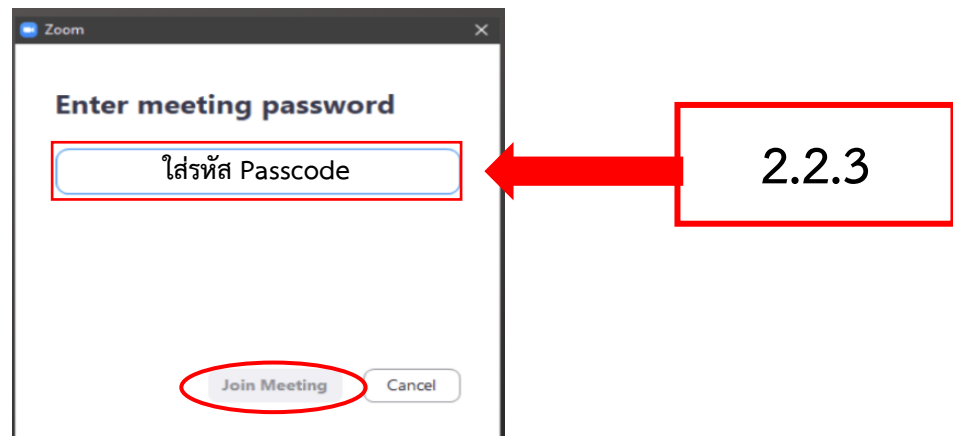 Zoom
Enter meeting password
ใส่รหัส Passcode
2.2.3
Join Meeting
Cancel